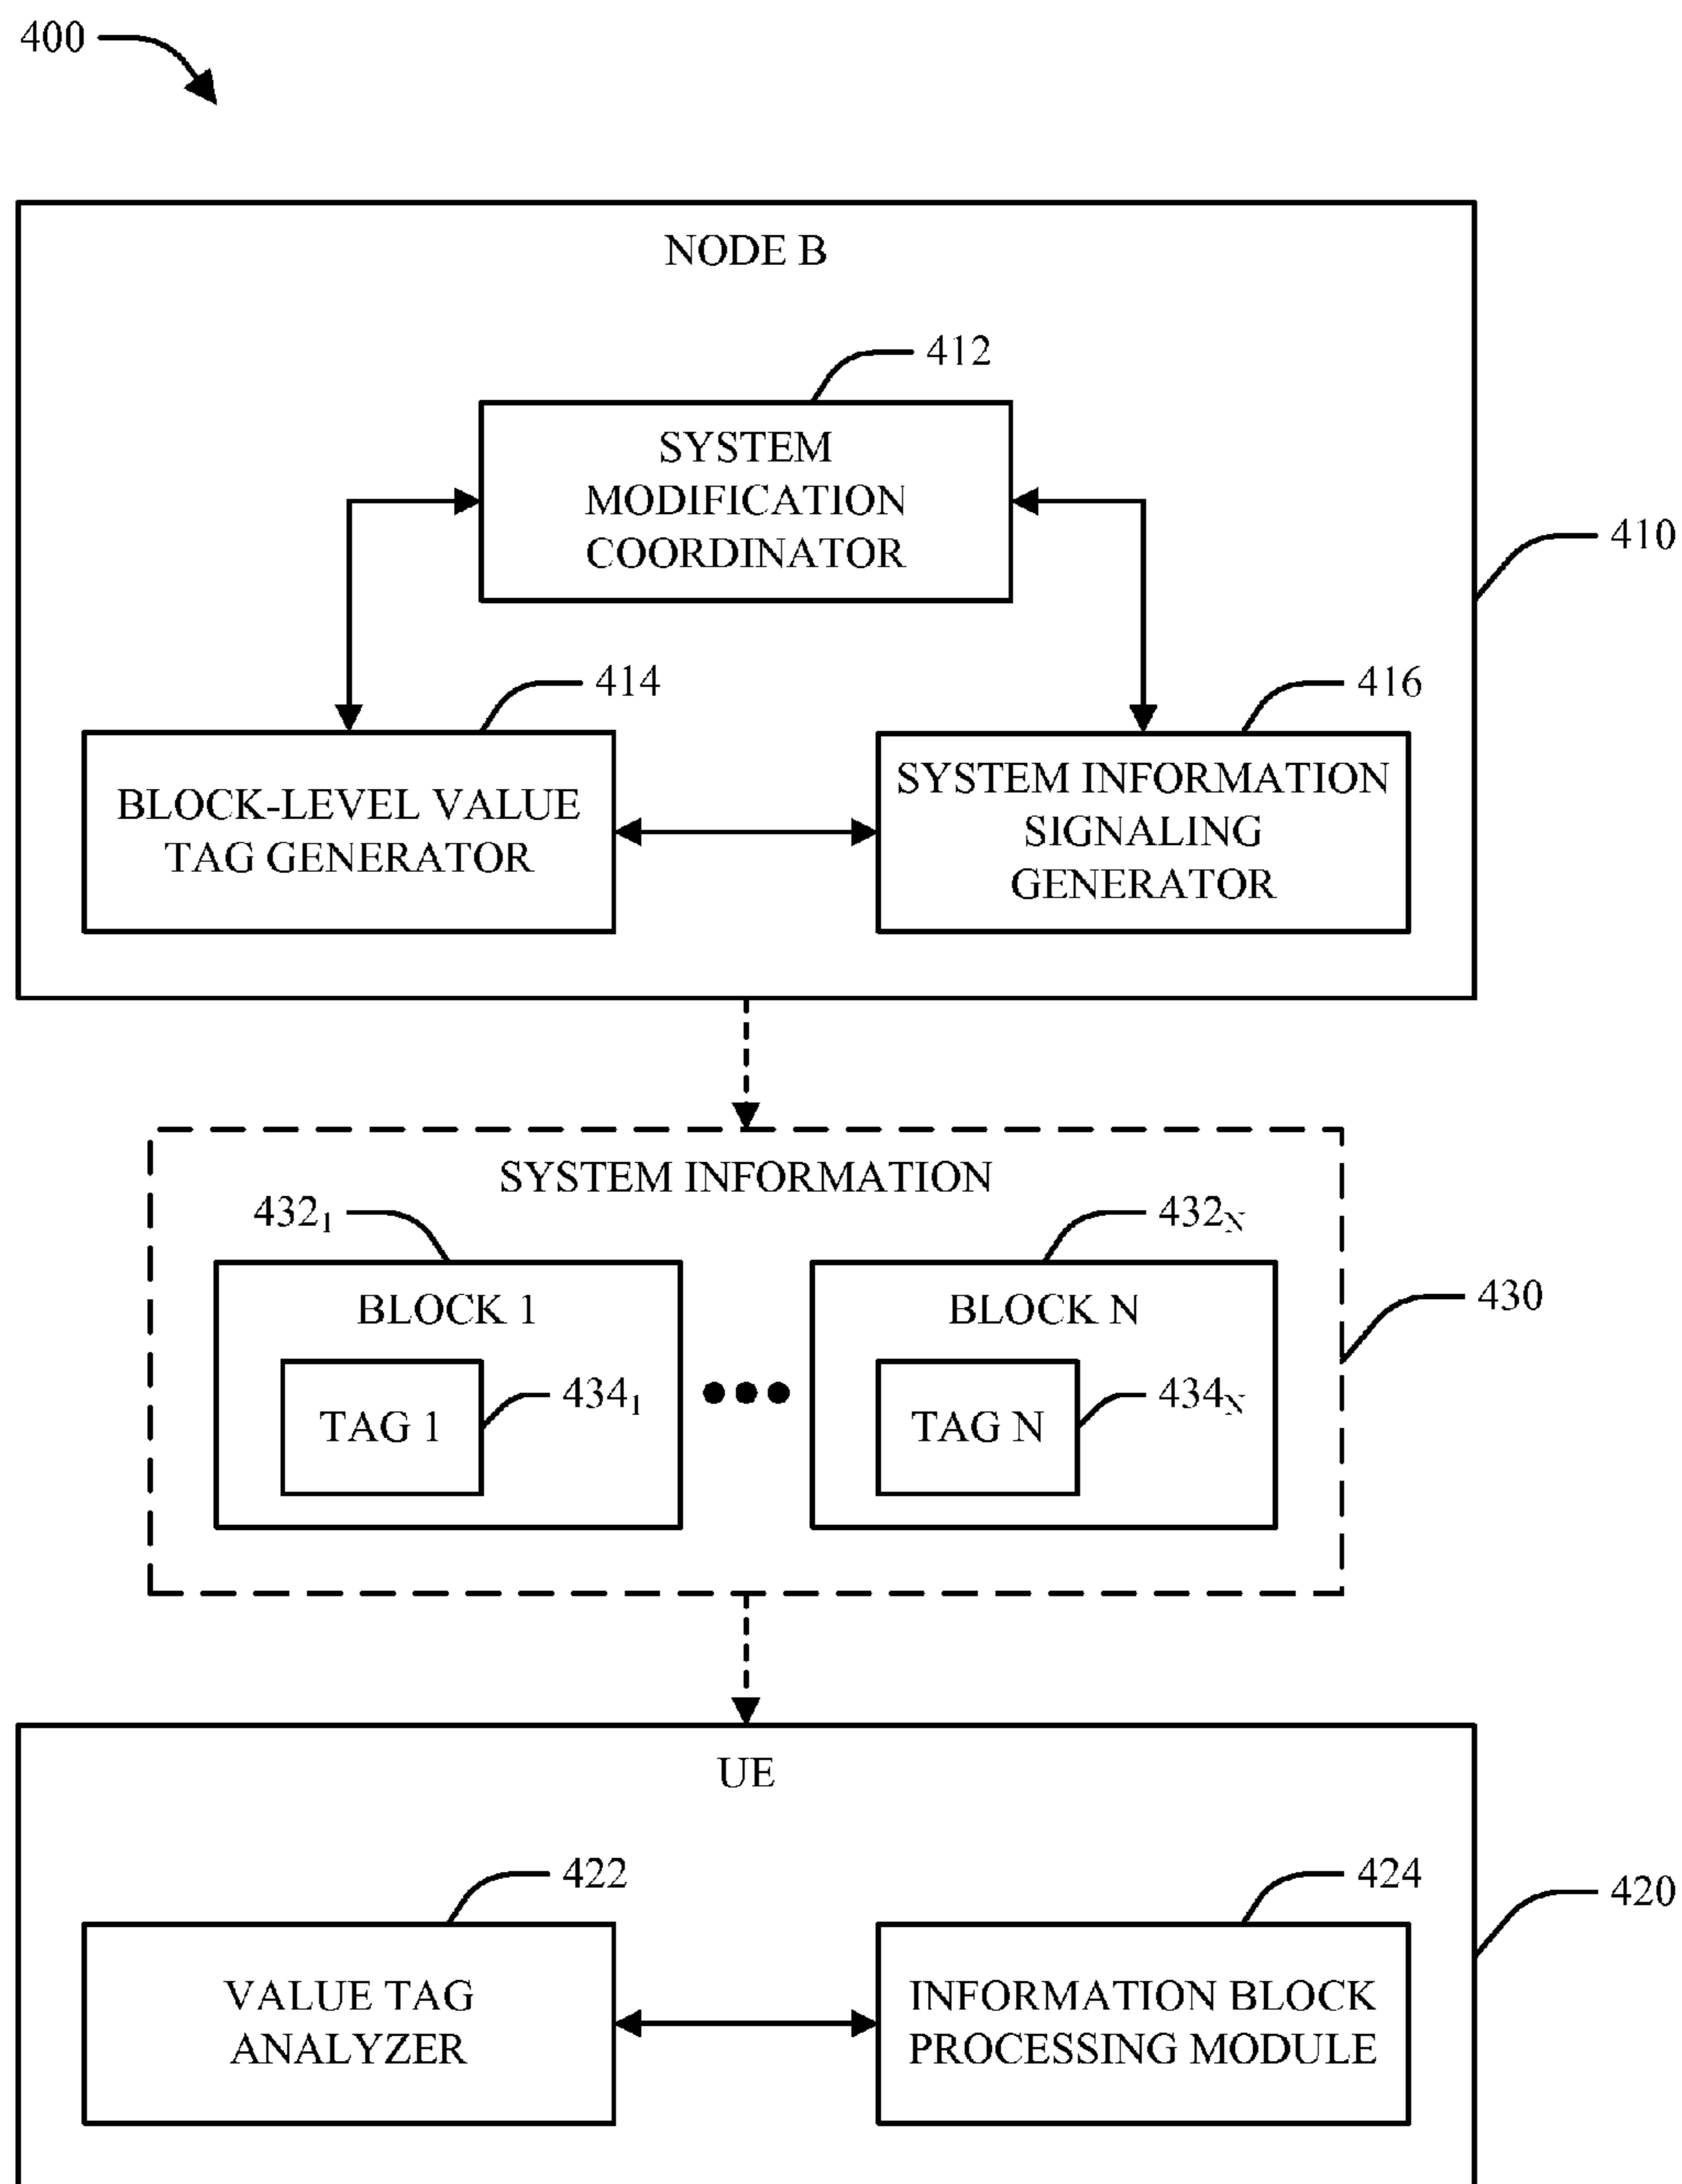 400
NODE B
412
SYSTEM
MODIFICATION
COORDINATOR
410
414
416
BLOCK-LEVEL VALUE
TAG GENERATOR
SYSTEM INFORMATION
SIGNALING
GENERATOR
SYSTEM INFORMATION
432₁
432_N
BLOCK 1
BLOCK N
430
TAG 1
434₁
TAG N
434_N
UE
422
424
420
VALUE TAG
ANALYZER
INFORMATION BLOCK
PROCESSING MODULE